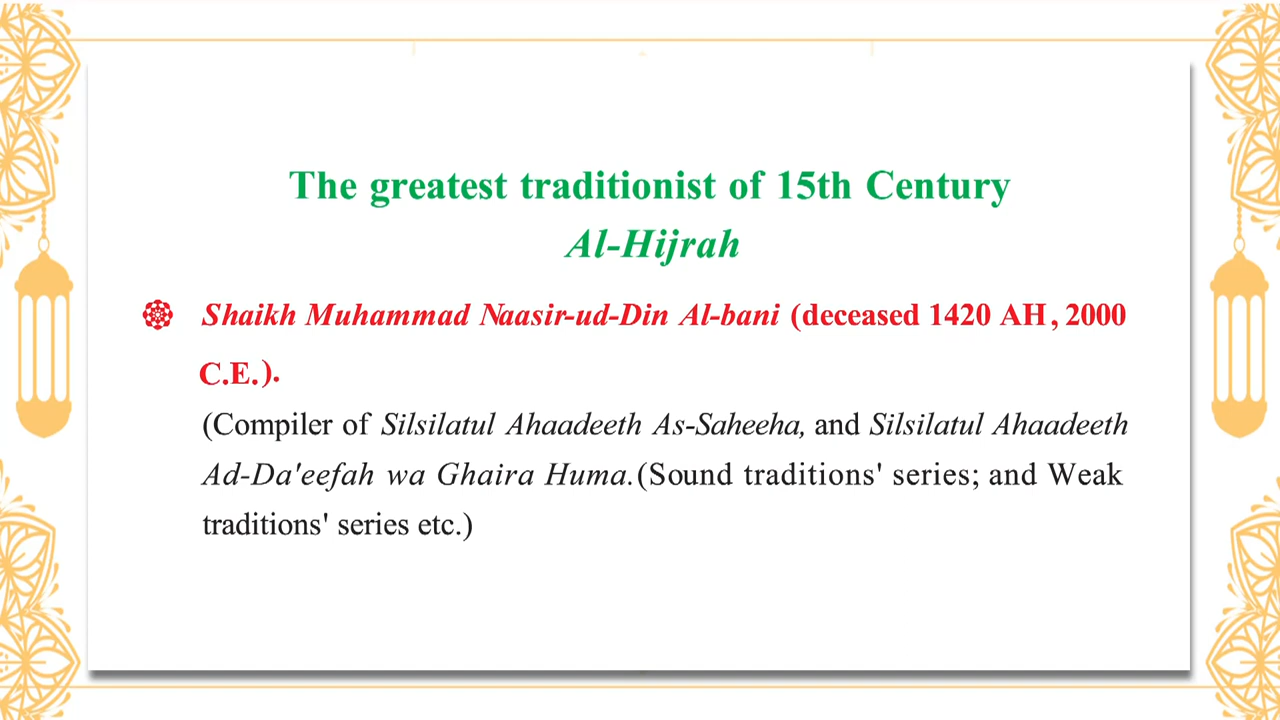 The greatest traditionist of 15th Century
Al-Hijrah
Shaikh Muhammad Naasir-ud-Din Al-bani (deceased 1420 AH, 2000
C.E.).
(Compiler of Silsilatul Ahaadeeth As-Saheeha, and Silsilatul Ahaadeeth
Ad-Da'eefah wa Ghaira Huma.(Sound traditions' series; and Weak
traditions' series etc.)